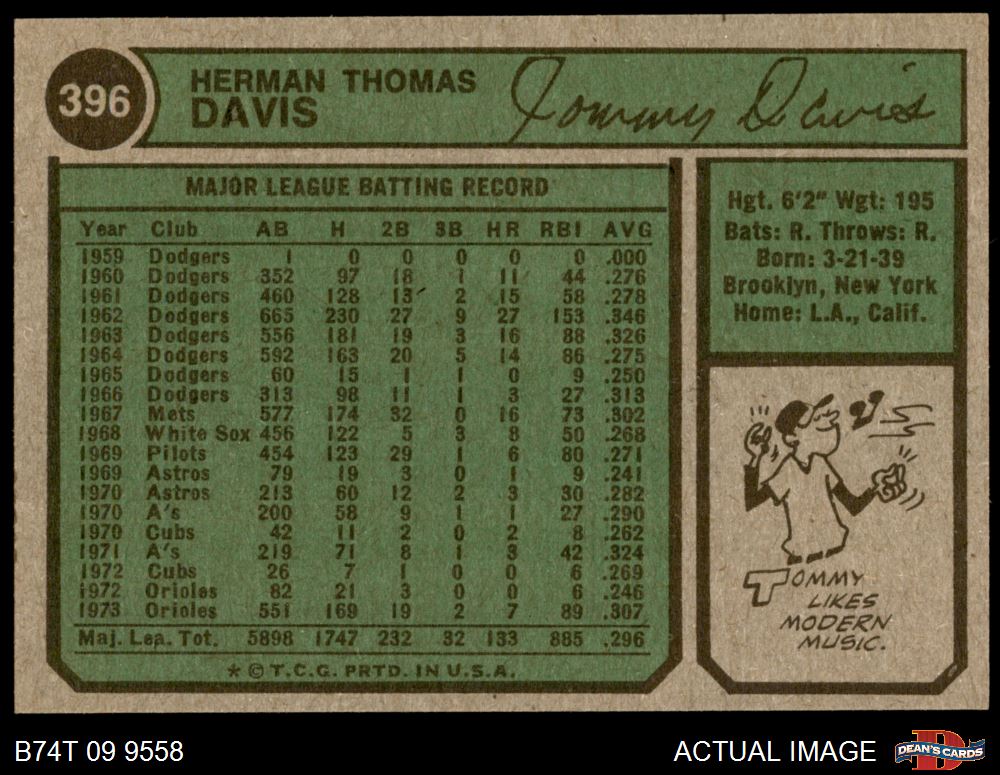 396
HERMAN THOMAS
DAVIS
Tommy Davis
MAJOR LEAGUE BATTING RECORD
Year Club AB H 2B 3B HR RBI AVG
1959 Dodgers 1 0 0 0 0 0 .000
1960 Dodgers 352 97 18 1 11 44 .276
1961 Dodgers 460 128 13 2 15 58 .278
1962 Dodgers 665 230 27 9 27 153 .346
1963 Dodgers 556 181 19 3 16 88 .326
1964 Dodgers 592 163 20 5 14 86 .275
1965 Dodgers 60 15 1 1 0 9 .250
1966 Dodgers 313 98 11 1 3 27 .313
1967 Mets 577 174 32 0 16 73 .302
1968 White Sox 456 122 5 3 8 50 .268
1969 Pilots 454 123 29 1 6 80 .271
1969 Astros 79 19 3 0 1 9 .241
1970 Astros 213 60 12 2 3 30 .282
1970 A's 200 58 9 1 1 27 .290
1970 Cubs 42 11 2 0 2 8 .262
1971 A's 219 71 8 1 3 42 .324
1972 Cubs 26 7 1 0 0 6 .269
1972 Orioles 82 21 3 0 0 6 .246
1973 Orioles 551 169 19 2 7 89 .307
Maj. Lea. Tot. 5898 1747 232 32 133 885 .296
* © T.C.G. PRTD. IN U.S.A.
Hgt. 6'2" Wgt: 195
Bats: R. Throws: R.
Born: 3-21-39
Brooklyn, New York
Home: L.A., Calif.
TOMMY
LIKES
MODERN
MUSIC.
B74T 09 9558
ACTUAL IMAGE
D
DEAN'S CARDS